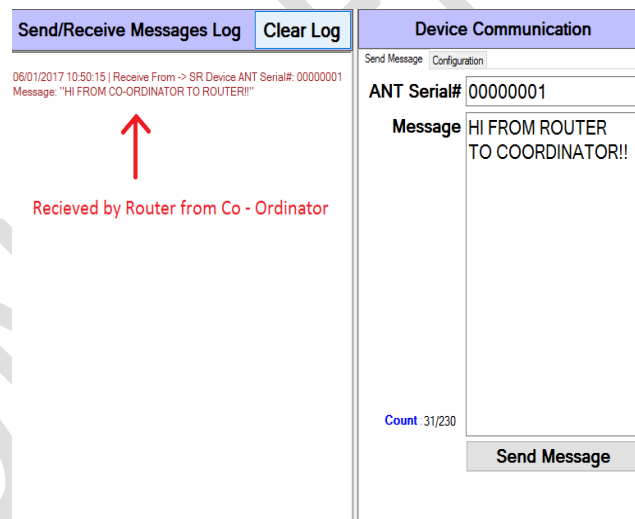 Send/Receive Messages Log
Clear Log
06/01/2017 10:50:15 | Receive From -> SR Device ANT Serial#: 00000001
Message: "HI FROM CO-ORDINATOR TO ROUTER!!"
Recieved by Router from Co - Ordinator
Device Communication
Send Message
Configuration
ANT Serial#
00000001
Message
HI FROM ROUTER
TO COORDINATOR!!
Count : 31/230
Send Message